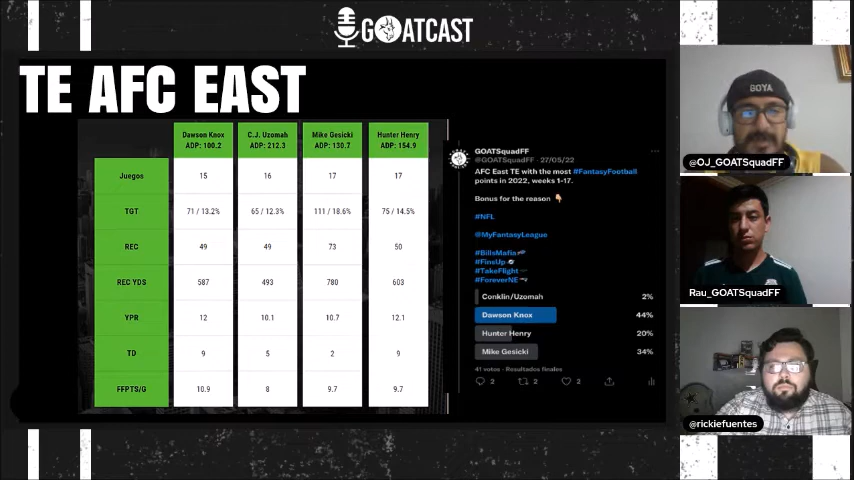 GOATCAST
TE AFC EAST
Dawson Knox
ADP: 100.2
C.J. Uzomah
ADP: 212.3
Mike Gesicki
ADP: 130.7
Hunter Henry
ADP: 154.9
Juegos 15 16 17 17
TGT 71 / 13.2% 65 / 12.3% 111 / 18.6% 75 / 14.5%
REC 49 49 73 50
REC YDS 587 493 780 603
YPR 12 10.1 10.7 12.1
TD 9 5 2 9
FFPTS/G 10.9 8 9.7 9.7
GOATSquadFF
@GOATSquadFF · 27/05/22
AFC East TE with the most #FantasyFootball
points in 2022, weeks 1-17.
Bonus for the reason
#NFL
@MyFantasyLeague
#BillsMafia
#FinsUp
#TakeFlight
#ForeverNE
Conklin/Uzomah 2%
Dawson Knox 44%
Hunter Henry 20%
Mike Gesicki 34%
41 votos · Resultados finales
2 2 2
GOYA
@OJ_GOATSquadFF
Rau_GOATSquadFF
@rickiefuentes